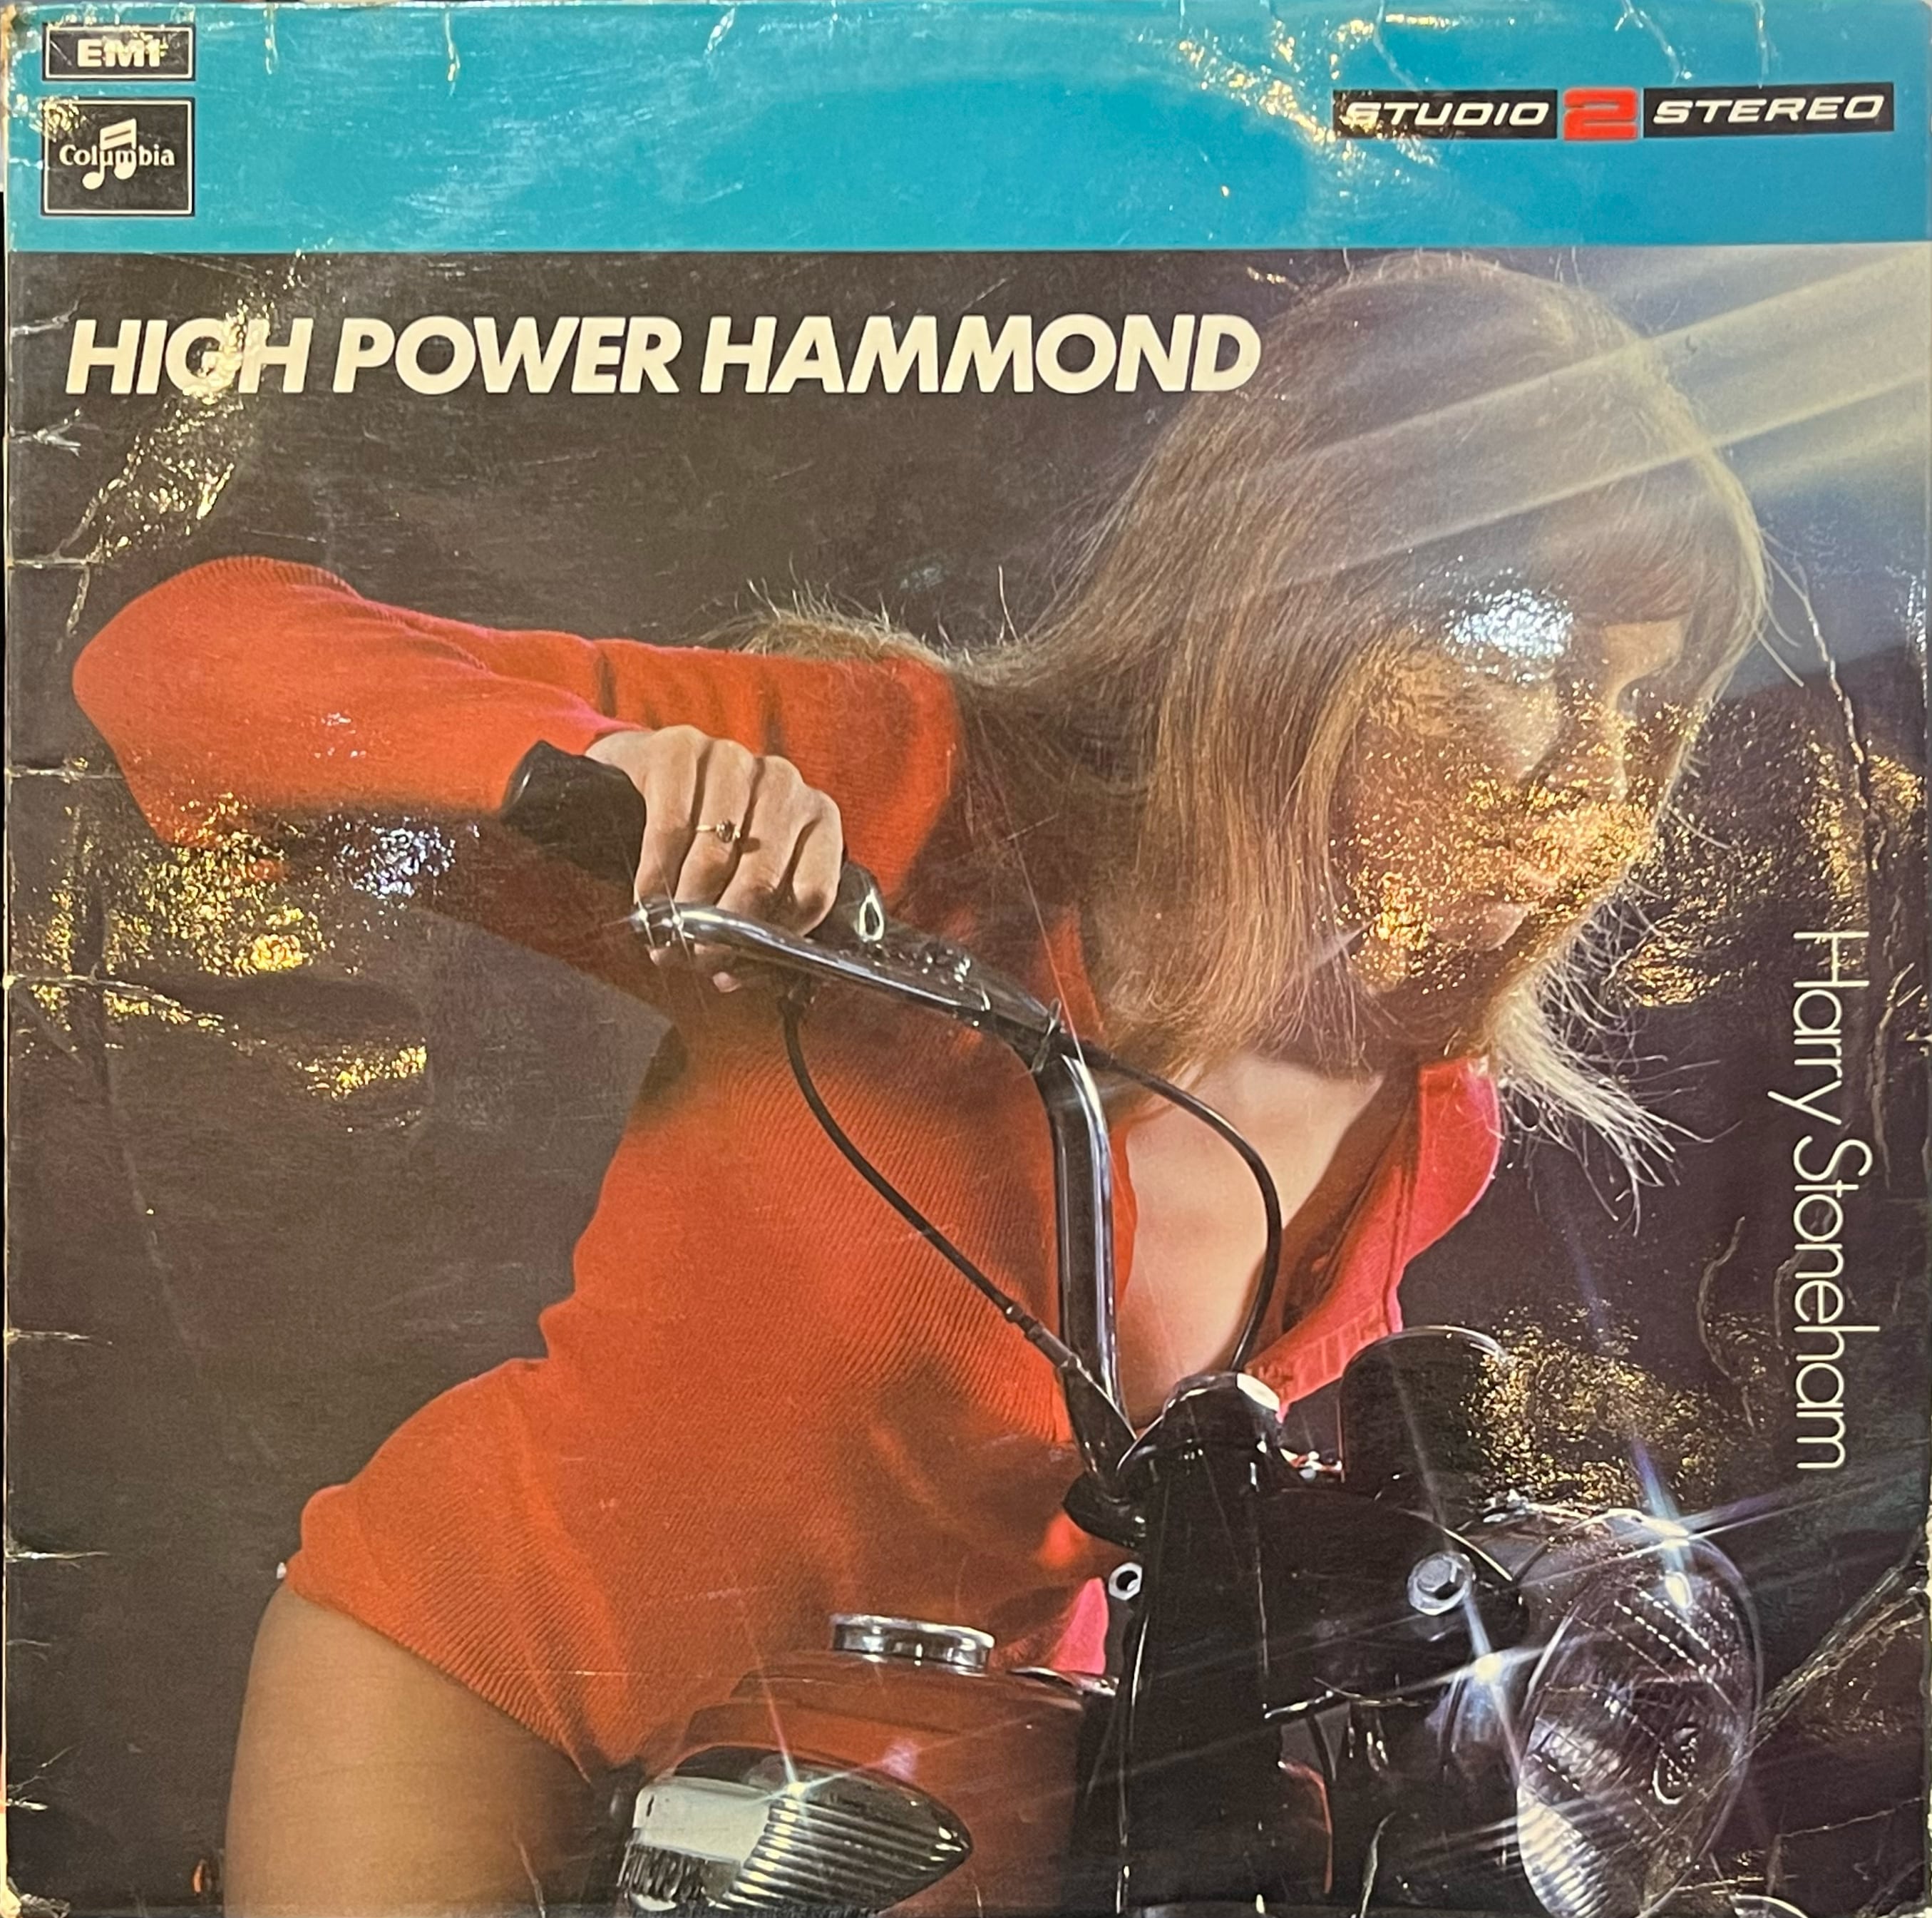 EMI
Columbia
STUDIO 2 STEREO
HIGH POWER HAMMOND
Harry Stoneham